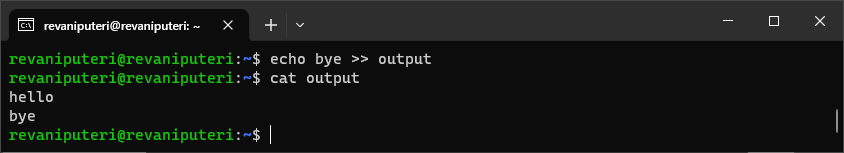 revaniputeri@revaniputeri: ~
revaniputeri@revaniputeri:~$ echo bye >> output
revaniputeri@revaniputeri:~$ cat output
hello
bye
revaniputeri@revaniputeri:~$